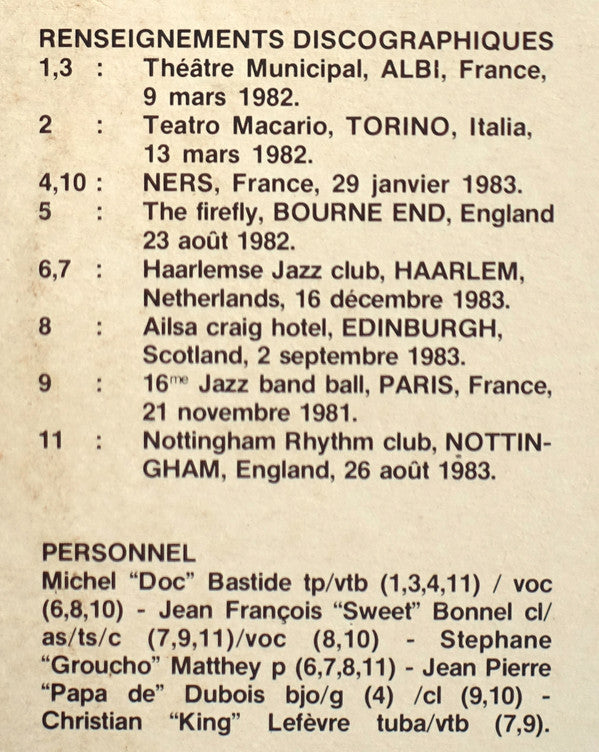 RENSEIGNEMENTS DISCOGRAPHIQUES
1,3 : Théâtre Municipal, ALBI, France,
9 mars 1982.
2 : Teatro Macario, TORINO, Italia,
13 mars 1982.
4,10 : NERS, France, 29 janvier 1983.
5 : The firefly, BOURNE END, England
23 août 1982.
6,7 : Haarlemse Jazz club, HAARLEM,
Netherlands, 16 décembre 1983.
8 : Ailsa craig hotel, EDINBURGH,
Scotland, 2 septembre 1983.
9 : 16me Jazz band ball, PARIS, France,
21 novembre 1981.
11 : Nottingham Rhythm club, NOTTIN-
GHAM, England, 26 août 1983.
PERSONNEL
Michel “Doc” Bastide tp/vtb (1,3,4,11) / voc
(6,8,10) - Jean François “Sweet” Bonnel cl/
as/ts/c (7,9,11)/voc (8,10) - Stephane
“Groucho” Matthey p (6,7,8,11) - Jean Pierre
“Papa de” Dubois bjo/g (4) /cl (9,10) -
Christian “King” Lefèvre tuba/vtb (7,9).